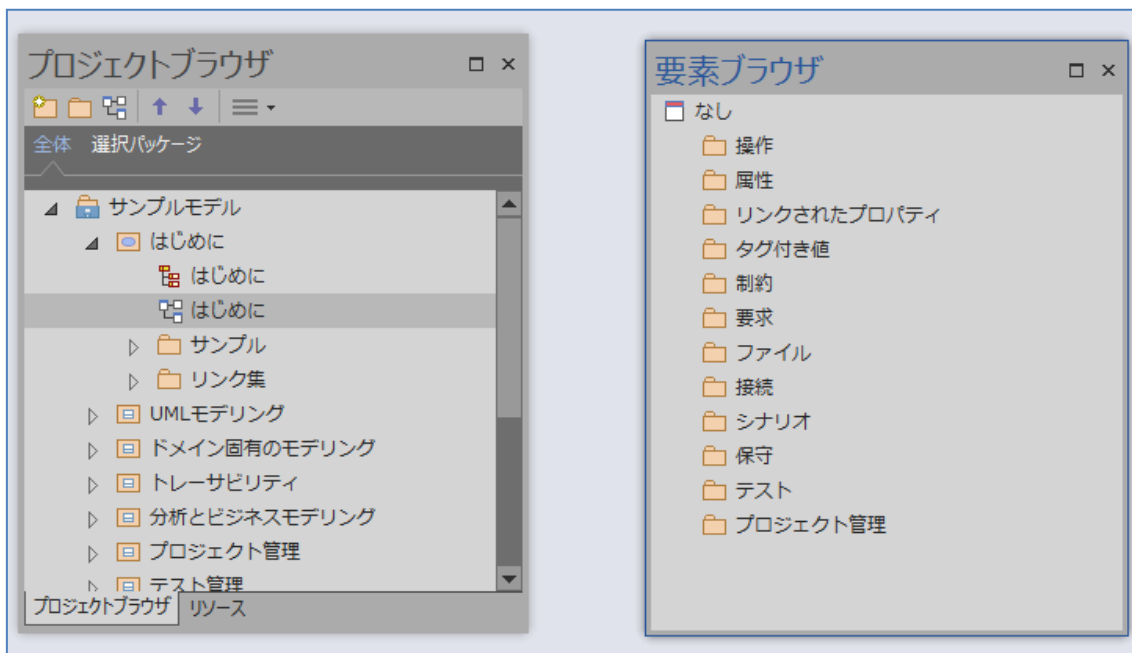 プロジェクトブラウザ
全体 選択パッケージ
サンプルモデル
はじめに
はじめに
はじめに
サンプル
リンク集
UMLモデリング
ドメイン固有のモデリング
トレーサビリティ
分析とビジネスモデリング
プロジェクト管理
テスト管理
プロジェクトブラウザ リソース
要素ブラウザ
なし
操作
属性
リンクされたプロパティ
タグ付き値
制約
要求
ファイル
接続
シナリオ
保守
テスト
プロジェクト管理